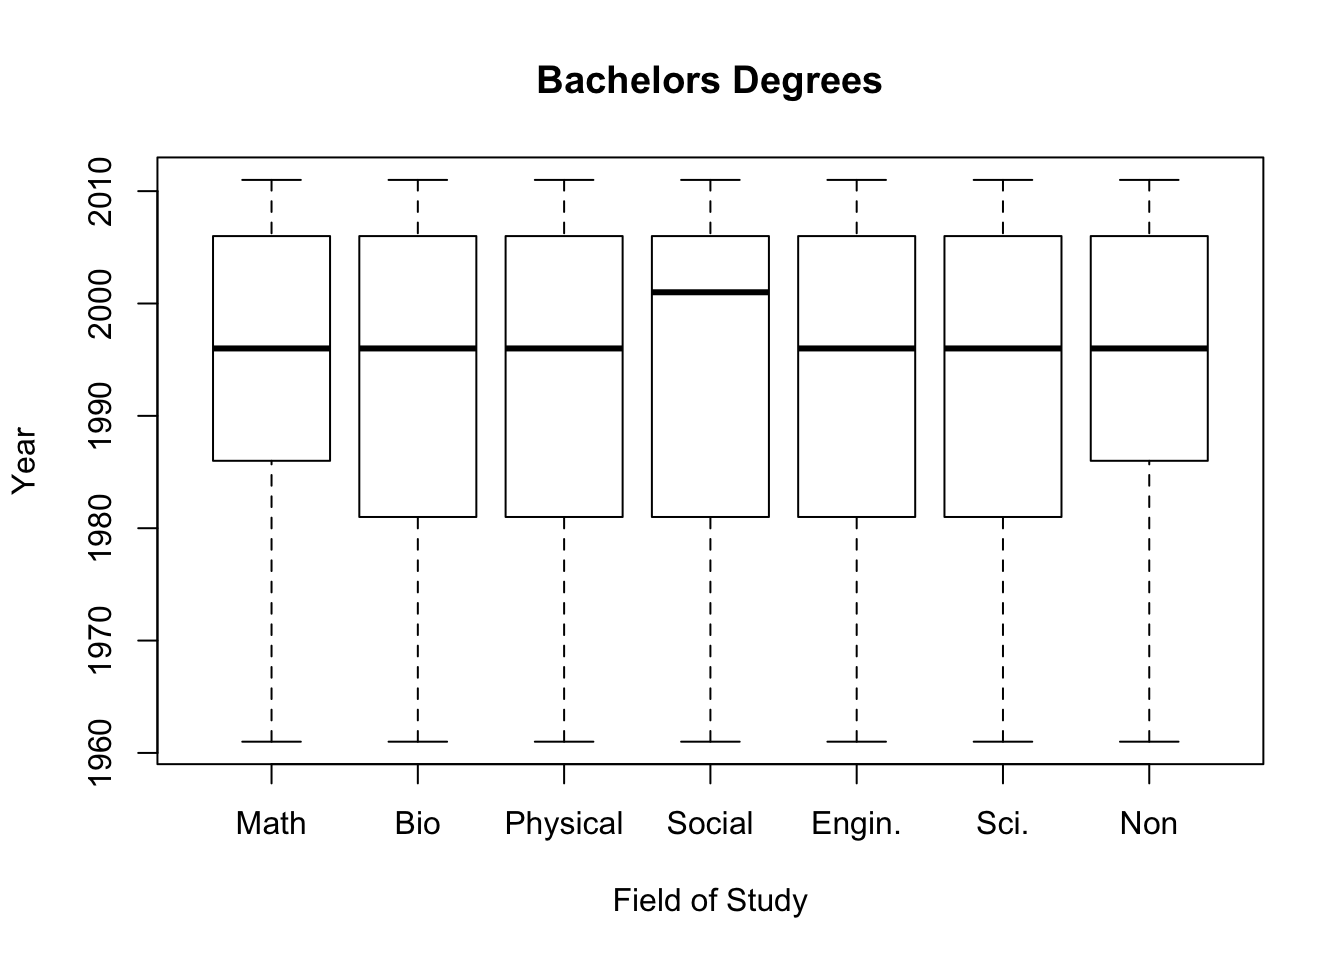 Bachelors Degrees
Year
2010
2000
1990
1980
1970
1960
Math Bio Physical Social Engin. Sci. Non
Field of Study